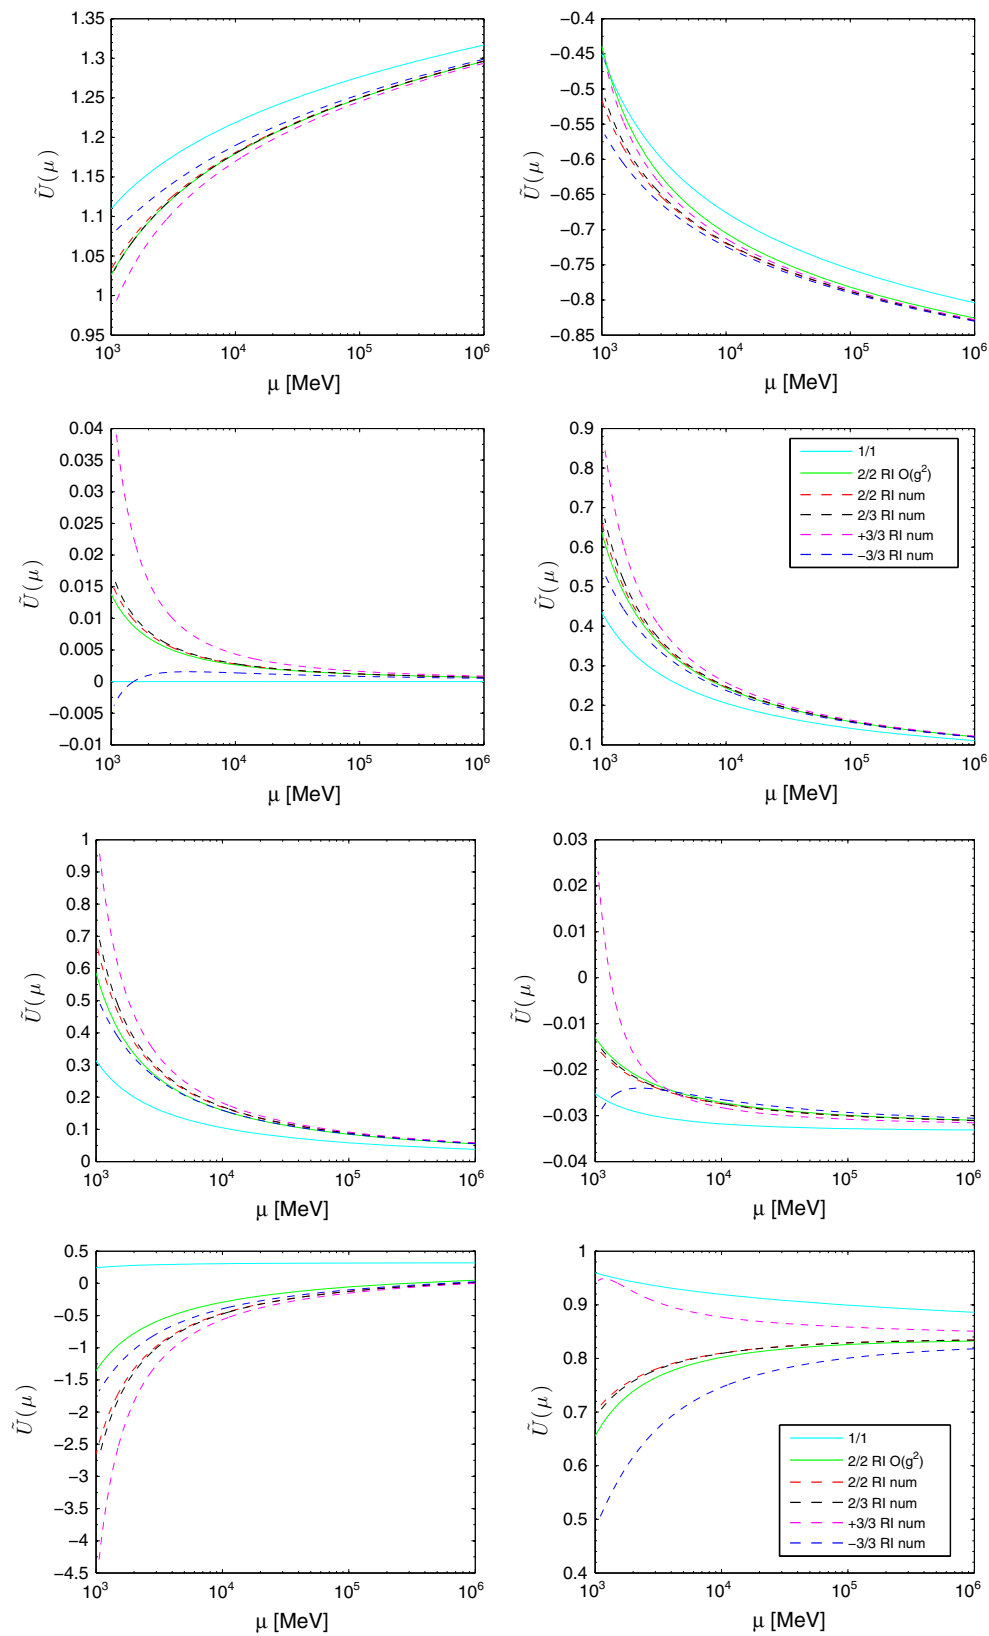 1.35
1.3
1.25
1.2
1.15
1.1
1.05
1
0.95
Ũ(μ)
10³ 10⁴ 10⁵ 10⁶
μ [MeV]
−0.4
−0.45
−0.5
−0.55
−0.6
−0.65
−0.7
−0.75
−0.8
−0.85
Ũ(μ)
10³ 10⁴ 10⁵ 10⁶
μ [MeV]
0.04
0.035
0.03
0.025
0.02
0.015
0.01
0.005
0
−0.005
−0.01
Ũ(μ)
10³ 10⁴ 10⁵ 10⁶
μ [MeV]
0.9
0.8
0.7
0.6
0.5
0.4
0.3
0.2
0.1
Ũ(μ)
1/1
2/2 RI O(g²)
2/2 RI num
2/3 RI num
+3/3 RI num
−3/3 RI num
10³ 10⁴ 10⁵ 10⁶
μ [MeV]
1
0.9
0.8
0.7
0.6
0.5
0.4
0.3
0.2
0.1
0
Ũ(μ)
10³ 10⁴ 10⁵ 10⁶
μ [MeV]
0.03
0.02
0.01
0
−0.01
−0.02
−0.03
−0.04
Ũ(μ)
10³ 10⁴ 10⁵ 10⁶
μ [MeV]
0.5
0
−0.5
−1
−1.5
−2
−2.5
−3
−3.5
−4
−4.5
Ũ(μ)
10³ 10⁴ 10⁵ 10⁶
μ [MeV]
1
0.9
0.8
0.7
0.6
0.5
0.4
Ũ(μ)
1/1
2/2 RI O(g²)
2/2 RI num
2/3 RI num
+3/3 RI num
−3/3 RI num
10³ 10⁴ 10⁵ 10⁶
μ [MeV]